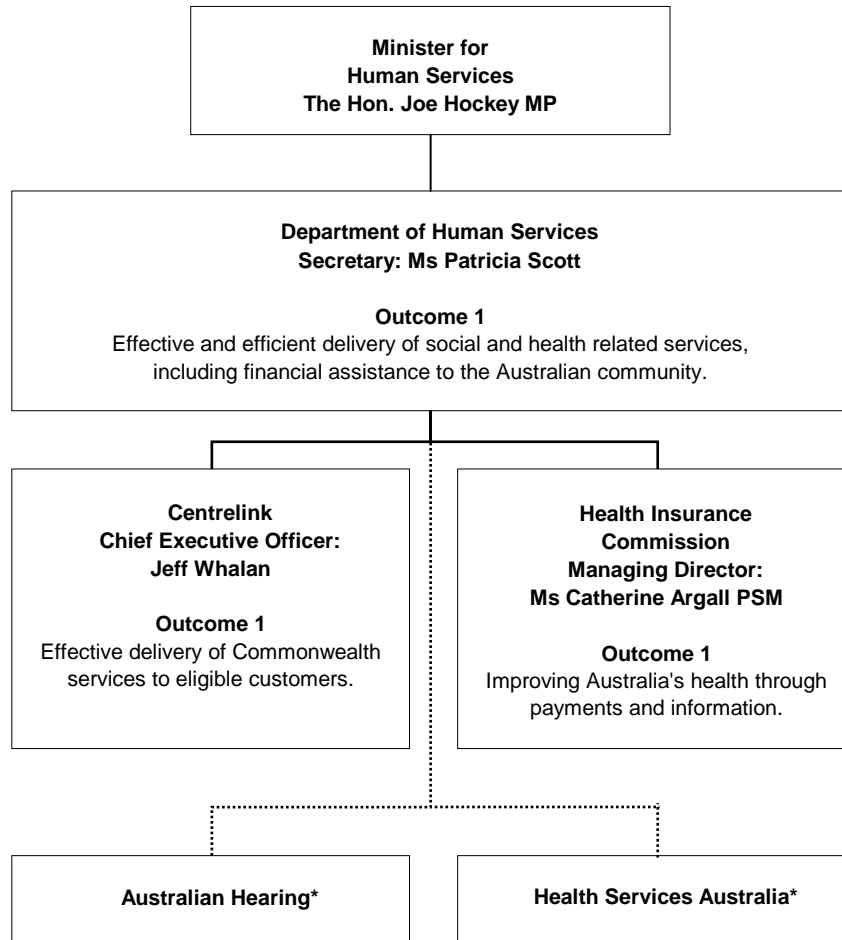 Minister for
Human Services
The Hon. Joe Hockey MP
Department of Human Services
Secretary: Ms Patricia Scott
Outcome 1
Effective and efficient delivery of social and health related services,
including financial assistance to the Australian community.
Centrelink
Chief Executive Officer:
Jeff Whalan
Outcome 1
Effective delivery of Commonwealth
services to eligible customers.
Health Insurance
Commission
Managing Director:
Ms Catherine Argall PSM
Outcome 1
Improving Australia's health through
payments and information.
Australian Hearing*
Health Services Australia*